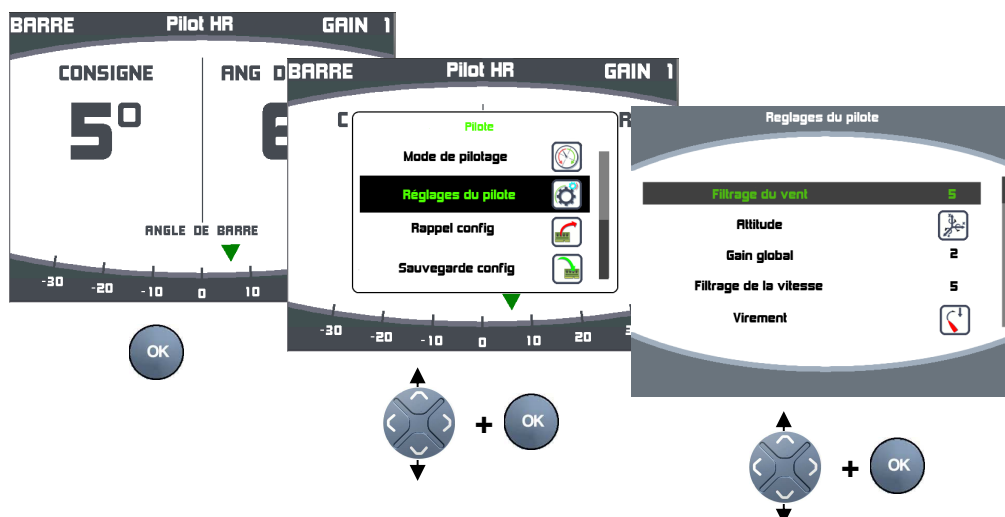 BARRE Pilot HR GAIN 1
CONSIGNE ANG D
5°
ANGLE DE BARRE
-30 -20 -10 0 10
OK
BARRE Pilot HR GAIN 1
C R
Pilote
Mode de pilotage
Réglages du pilote
Rappel config
Sauvegarde config
-30 -20 -10 0 10 20
+ OK
Reglages du pilote
Filtrage du vent 5
Attitude
Gain global 2
Filtrage de la vitesse 5
Virement
+ OK